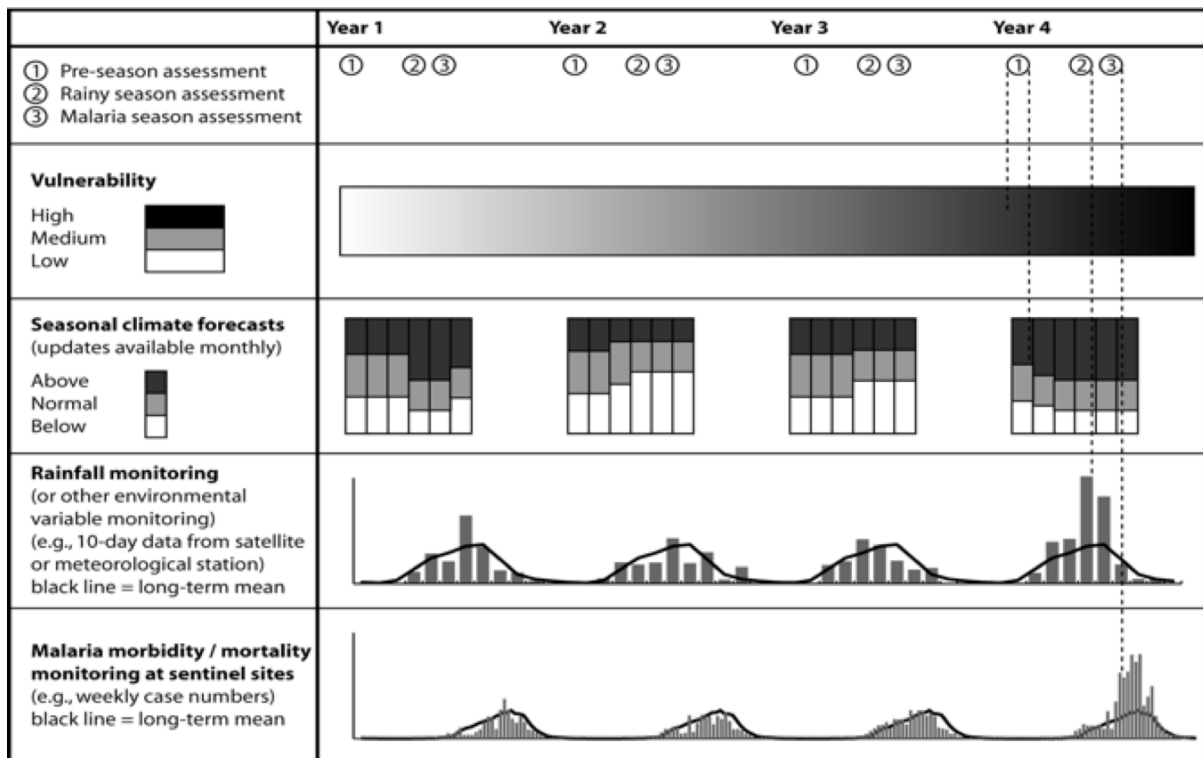 Year 1 Year 2 Year 3 Year 4
① Pre-season assessment
② Rainy season assessment
③ Malaria season assessment
① ② ③ ① ② ③ ① ② ③ ① ② ③
Vulnerability
High
Medium
Low
Seasonal climate forecasts
(updates available monthly)
Above
Normal
Below
Rainfall monitoring
(or other environmental
variable monitoring)
(e.g., 10-day data from satellite
or meteorological station)
black line = long-term mean
Malaria morbidity / mortality
monitoring at sentinel sites
(e.g., weekly case numbers)
black line = long-term mean